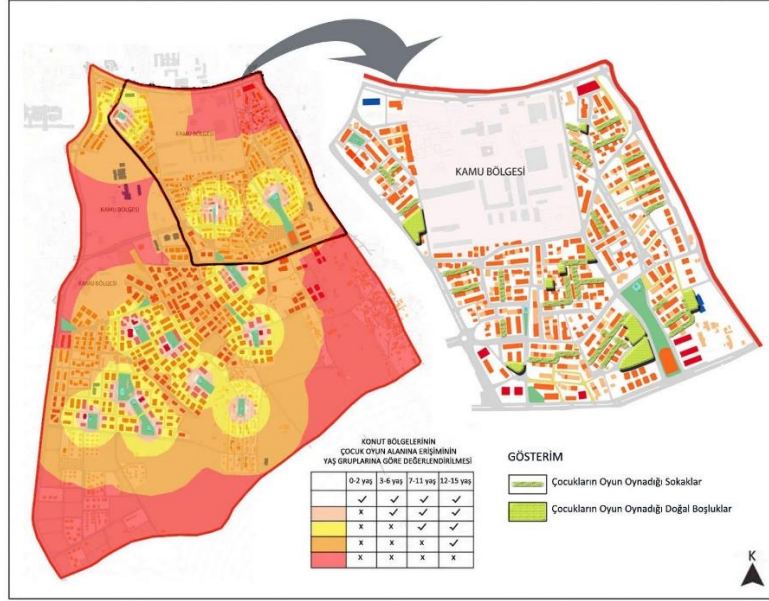 KAMU BÖLGESİ
KAMU BÖLGESİ
KAMU BÖLGESİ
KAMU BÖLGESİ
KONUT BÖLGELERİNİN
ÇOCUK OYUN ALANINA ERİŞİMİNİN
YAŞ GRUPLARINA GÖRE DEĞERLENDİRİLMESİ
0-2 yaş 3-6 yaş 7-11 yaş 12-15 yaş
✓ ✓ ✓ ✓
x ✓ ✓ ✓
x x ✓ ✓
x x x ✓
x x x x
GÖSTERİM
Çocukların Oyun Oynadığı Sokaklar
Çocukların Oyun Oynadığı Doğal Boşluklar
K